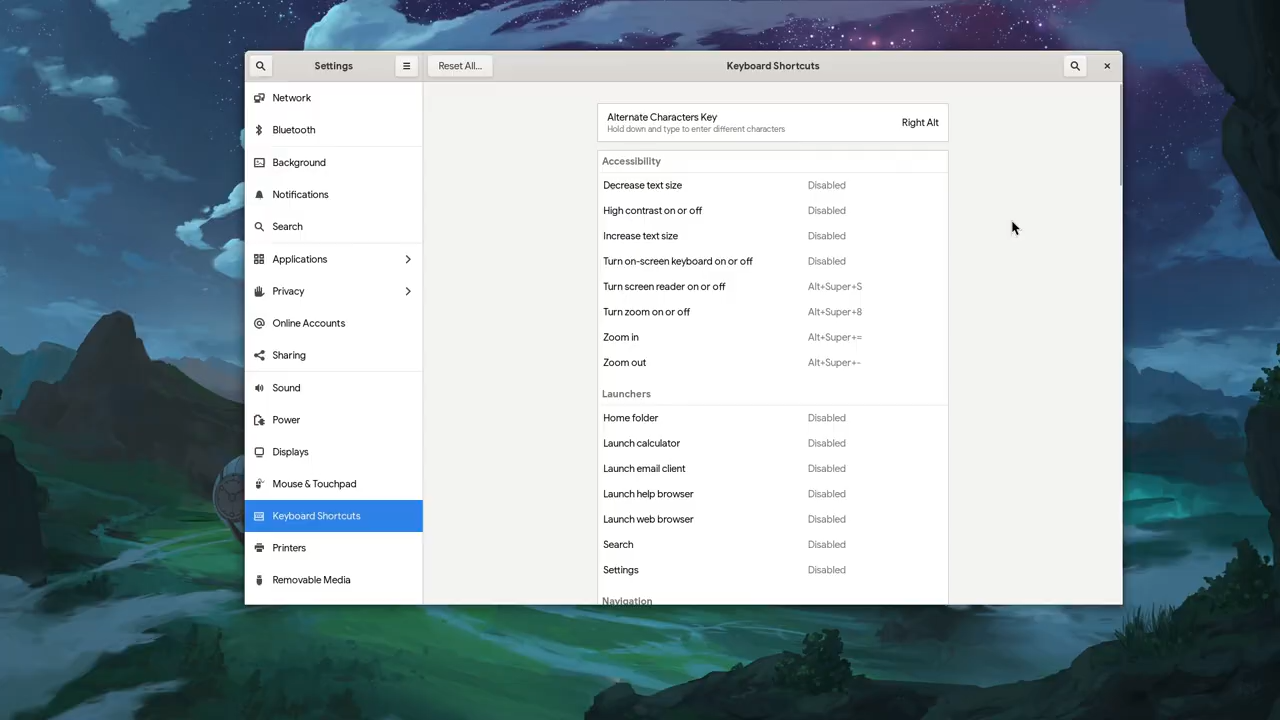 Settings
Reset All...
Keyboard Shortcuts
Network
Bluetooth
Background
Notifications
Search
Applications
Privacy
Online Accounts
Sharing
Sound
Power
Displays
Mouse & Touchpad
Keyboard Shortcuts
Printers
Removable Media
Alternate Characters Key
Hold down and type to enter different characters
Right Alt
Accessibility
Decrease text size Disabled
High contrast on or off Disabled
Increase text size Disabled
Turn on-screen keyboard on or off Disabled
Turn screen reader on or off Alt+Super+S
Turn zoom on or off Alt+Super+8
Zoom in Alt+Super+=
Zoom out Alt+Super+-
Launchers
Home folder Disabled
Launch calculator Disabled
Launch email client Disabled
Launch help browser Disabled
Launch web browser Disabled
Search Disabled
Settings Disabled
Navigation